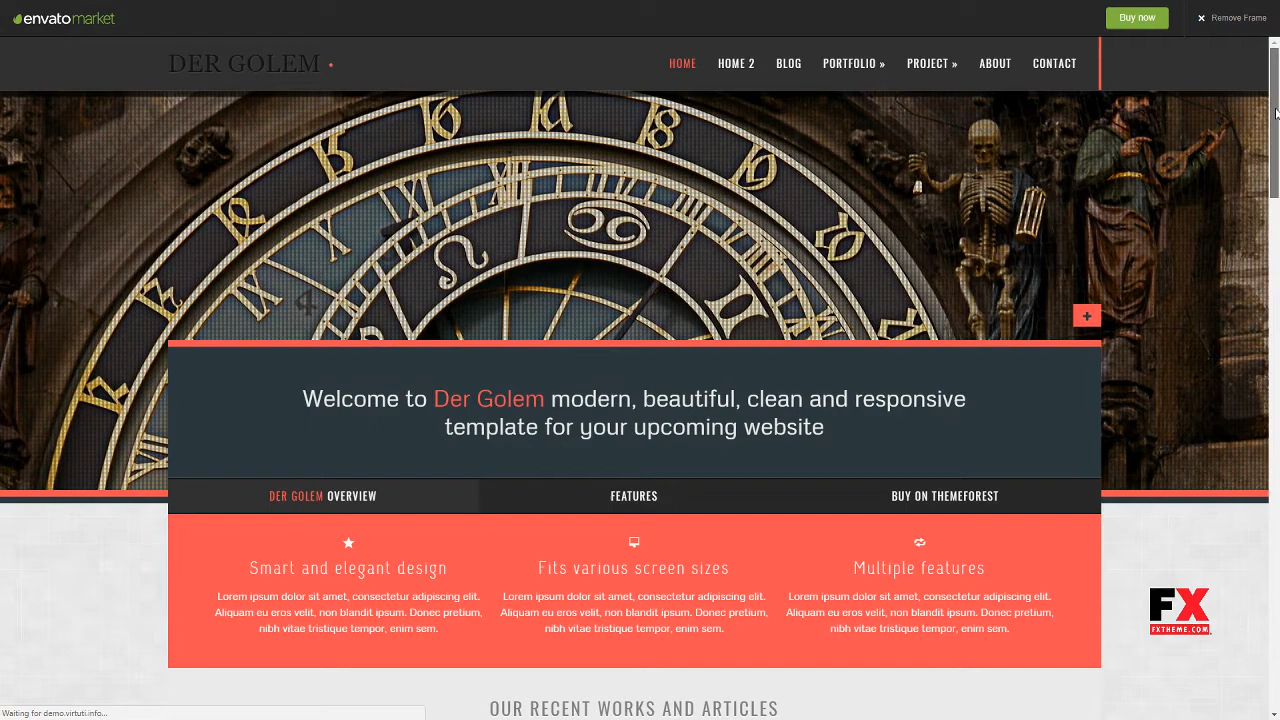 envato market
Buy now
Remove Frame
DER GOLEM
HOME
HOME 2
BLOG
PORTFOLIO »
PROJECT »
ABOUT
CONTACT
Welcome to Der Golem modern, beautiful, clean and responsive
template for your upcoming website
DER GOLEM OVERVIEW
FEATURES
BUY ON THEMEFOREST
Smart and elegant design
Lorem ipsum dolor sit amet, consectetur adipiscing elit.
Aliquam eu eros velit, non blandit ipsum. Donec pretium,
nibh vitae tristique tempor, enim sem.
Fits various screen sizes
Lorem ipsum dolor sit amet, consectetur adipiscing elit.
Aliquam eu eros velit, non blandit ipsum. Donec pretium,
nibh vitae tristique tempor, enim sem.
Multiple features
Lorem ipsum dolor sit amet, consectetur adipiscing elit.
Aliquam eu eros velit, non blandit ipsum. Donec pretium,
nibh vitae tristique tempor, enim sem.
FX
FXTHEME.COM
OUR RECENT WORKS AND ARTICLES
Waiting for demo.virtuti.info...